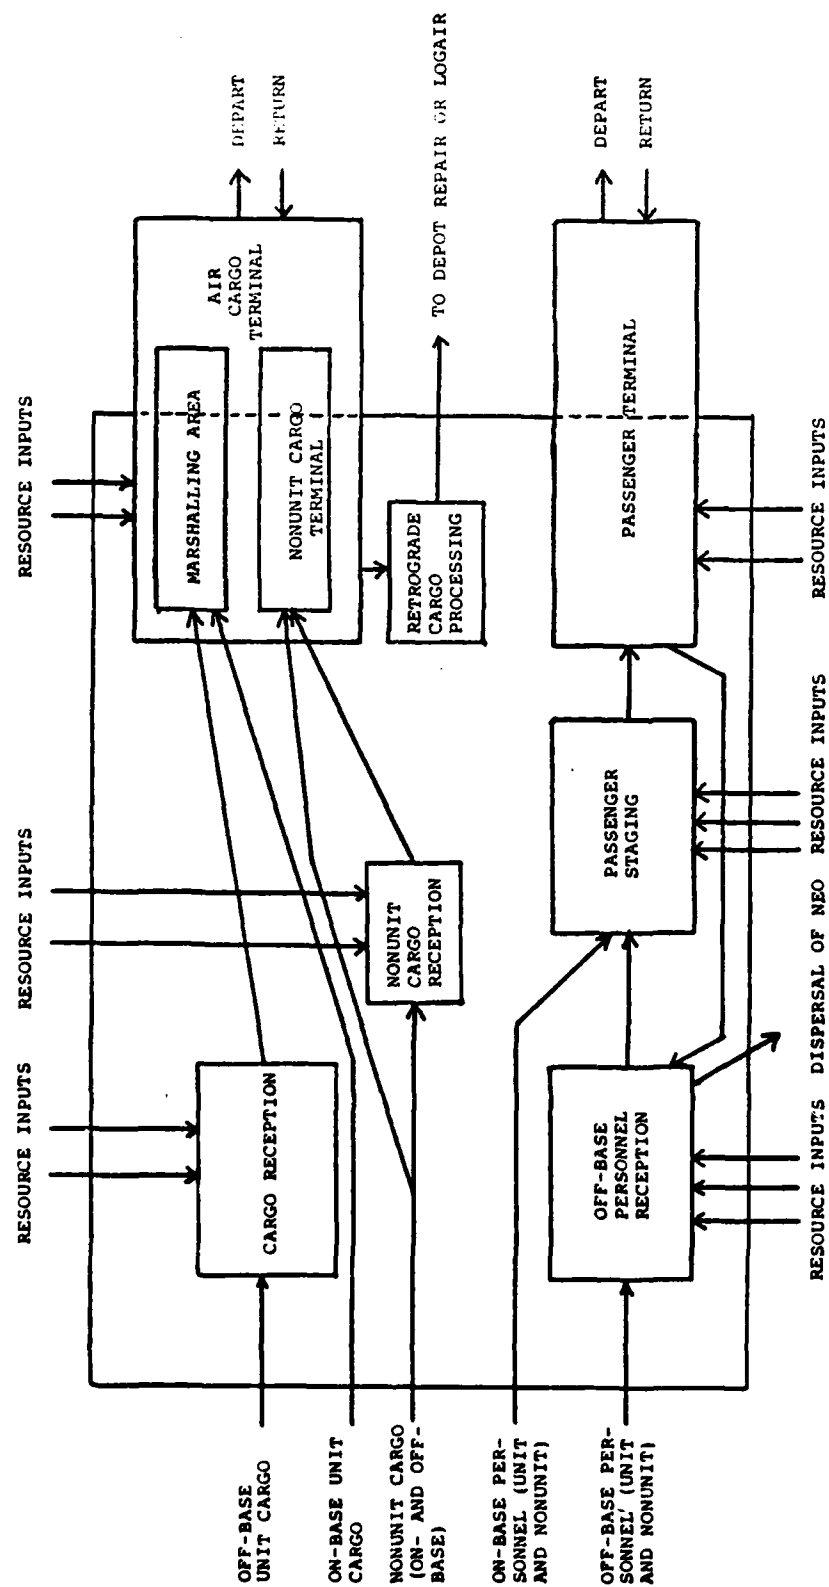 RESOURCE INPUTS
RESOURCE INPUTS
RESOURCE INPUTS
OFF-BASE
UNIT CARGO
ON-BASE UNIT
CARGO
NONUNIT CARGO
(ON- AND OFF-
BASE)
ON-BASE PER-
SONNEL (UNIT
AND NONUNIT)
OFF-BASE PER-
SONNEL' (UNIT
AND NONUNIT)
CARGO RECEPTION
NONUNIT
CARGO
RECEPTION
MARSHALLING AREA
NONUNIT CARGO
TERMINAL
AIR
CARGO
TERMINAL
DEPART
RETURN
RETROGRADE
CARGO
PROCESSING
TO DEPOT REPAIR OR LOGAIR
OFF-BASE
PERSONNEL
RECEPTION
PASSENGER
STAGING
PASSENGER TERMINAL
DEPART
RETURN
RESOURCE INPUTS
DISPERSAL OF NEO
RESOURCE INPUTS
RESOURCE INPUTS